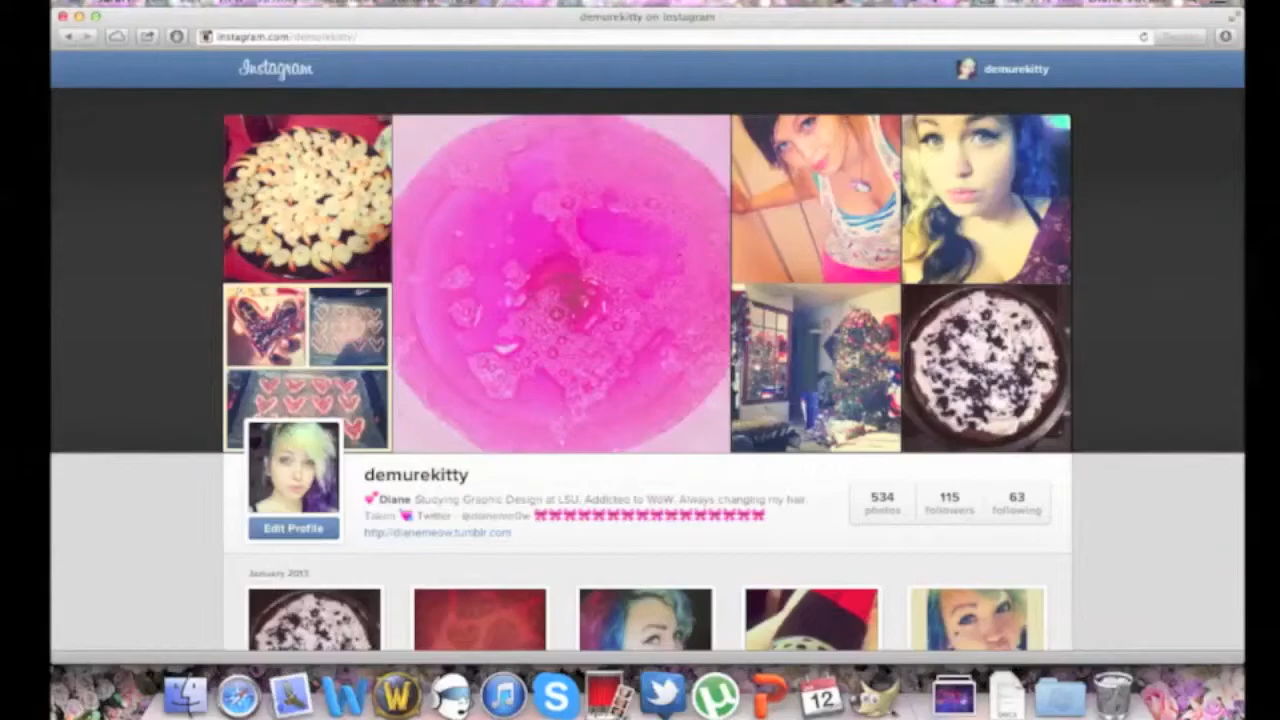 demurekitty on Instagram
instagram.com/demurekitty/
Instagram
demurekitty
demurekitty
Diane Studying Graphic Design at LSU. Addicted to WoW. Always changing my hair.
Taken Twitter -
http://dianemeow.tumblr.com
534
photos
115
followers
63
following
Edit Profile
January 2013
12